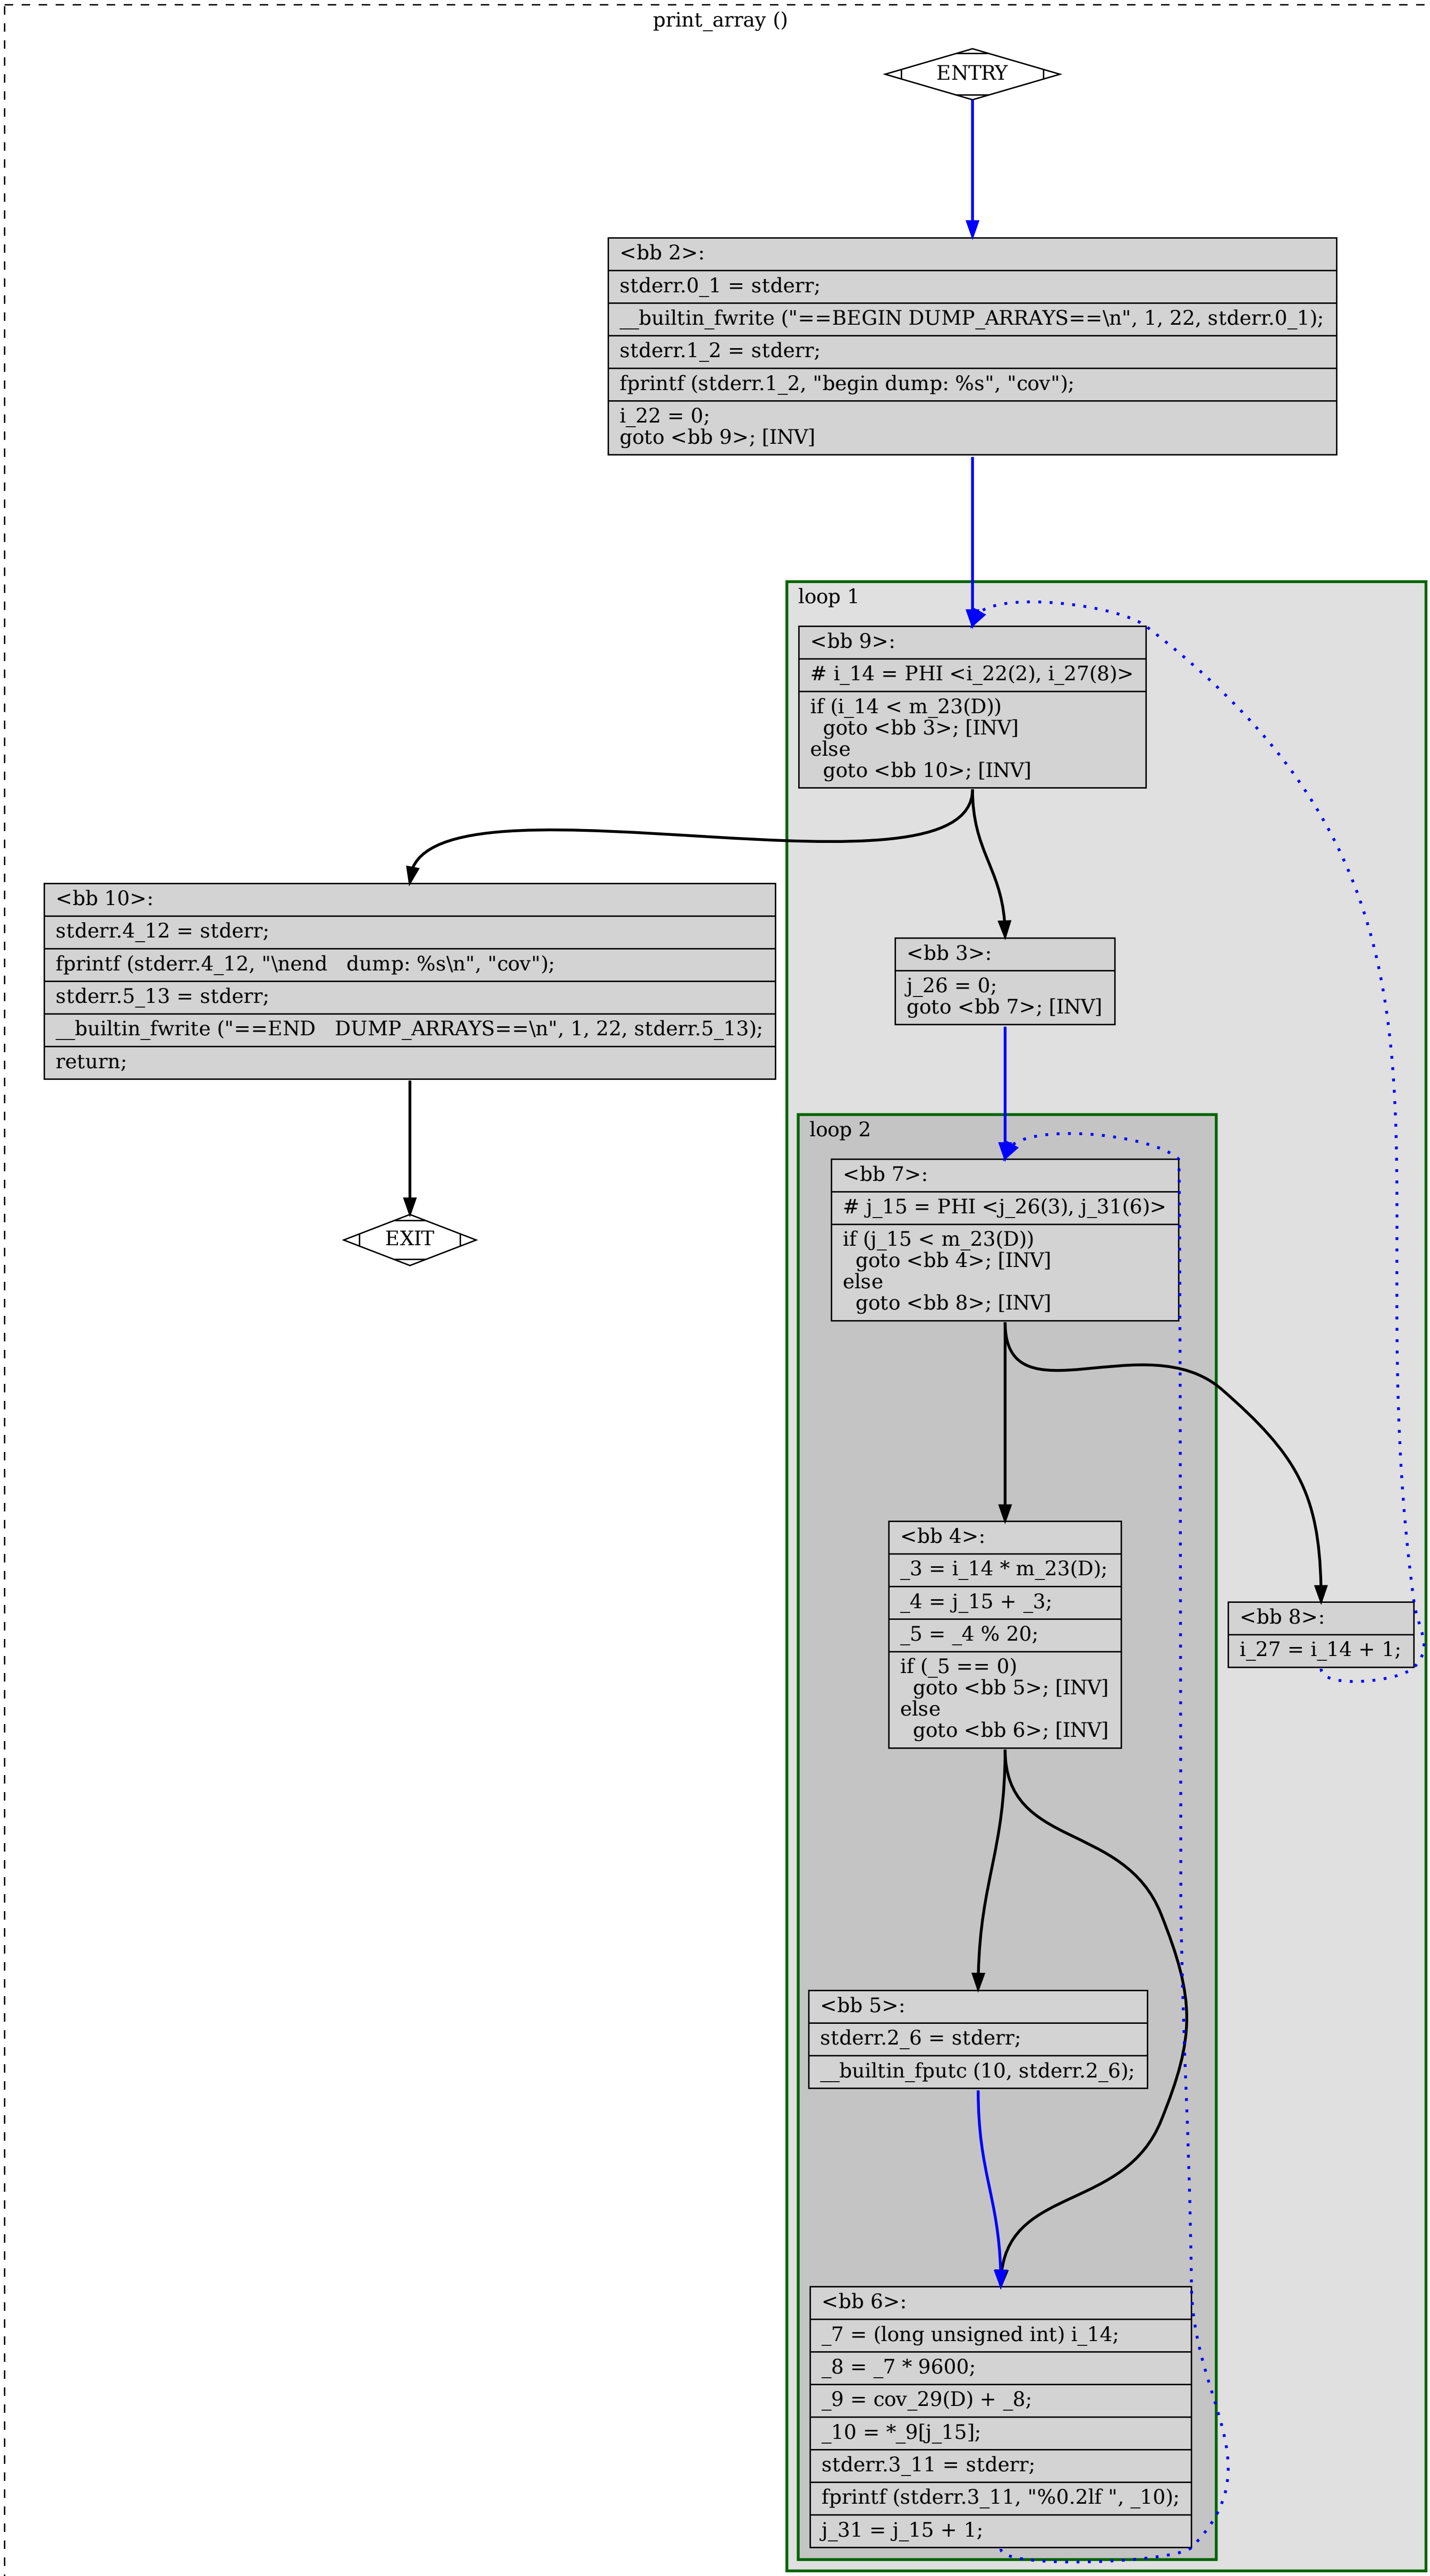 print_array ()
ENTRY
<bb 2>:
stderr.0_1 = stderr;
__builtin_fwrite ("==BEGIN DUMP_ARRAYS==\n", 1, 22, stderr.0_1);
stderr.1_2 = stderr;
fprintf (stderr.1_2, "begin dump: %s", "cov");
i_22 = 0;
goto <bb 9>; [INV]
loop 1
<bb 9>:
# i_14 = PHI <i_22(2), i_27(8)>
if (i_14 < m_23(D))
  goto <bb 3>; [INV]
else
  goto <bb 10>; [INV]
<bb 10>:
stderr.4_12 = stderr;
fprintf (stderr.4_12, "\nend   dump: %s\n", "cov");
stderr.5_13 = stderr;
__builtin_fwrite ("==END   DUMP_ARRAYS==\n", 1, 22, stderr.5_13);
return;
EXIT
<bb 3>:
j_26 = 0;
goto <bb 7>; [INV]
loop 2
<bb 7>:
# j_15 = PHI <j_26(3), j_31(6)>
if (j_15 < m_23(D))
  goto <bb 4>; [INV]
else
  goto <bb 8>; [INV]
<bb 4>:
_3 = i_14 * m_23(D);
_4 = j_15 + _3;
_5 = _4 % 20;
if (_5 == 0)
  goto <bb 5>; [INV]
else
  goto <bb 6>; [INV]
<bb 8>:
i_27 = i_14 + 1;
<bb 5>:
stderr.2_6 = stderr;
__builtin_fputc (10, stderr.2_6);
<bb 6>:
_7 = (long unsigned int) i_14;
_8 = _7 * 9600;
_9 = cov_29(D) + _8;
_10 = *_9[j_15];
stderr.3_11 = stderr;
fprintf (stderr.3_11, "%0.2lf ", _10);
j_31 = j_15 + 1;